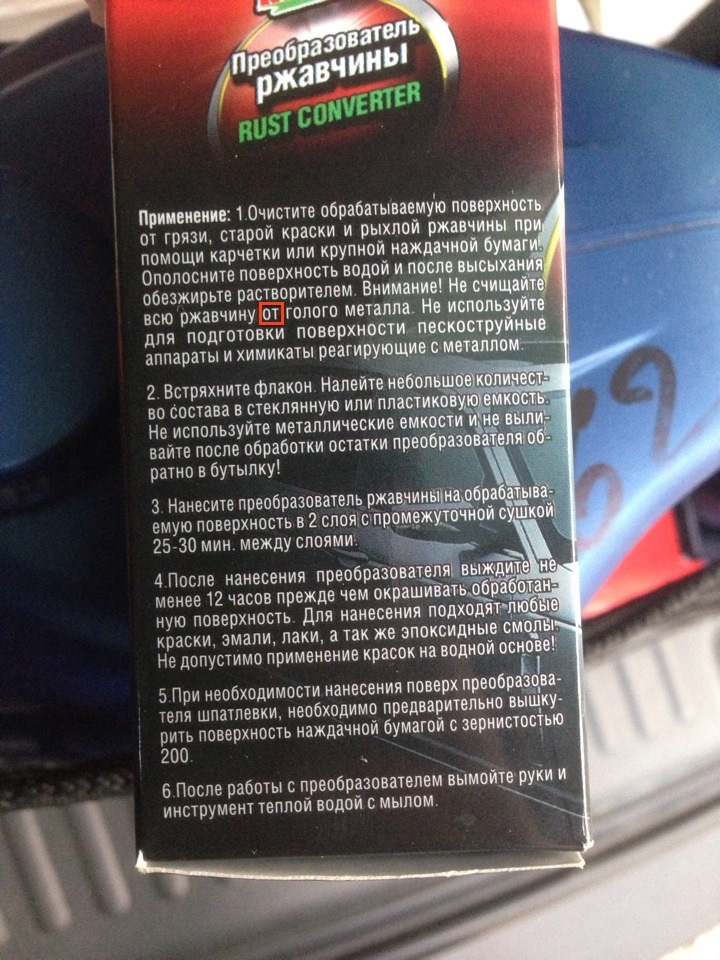 Преобразователь
ржавчины
RUST CONVERTER
Применение: 1.Очистите обрабатываемую поверхность
от грязи, старой краски и рыхлой ржавчины при
помощи карчетки или крупной наждачной бумаги.
Ополосните поверхность водой и после высыхания
обезжирьте растворителем. Внимание! Не счищайте
всю ржавчину от голого металла. Не используйте
для подготовки поверхности пескоструйные
аппараты и химикаты реагирующие с металлом.
2. Встряхните флакон. Налейте небольшое количест-
во состава в стеклянную или пластиковую емкость.
Не используйте металлические емкости и не выли-
вайте после обработки остатки преобразователя об-
ратно в бутылку!
3. Нанесите преобразователь ржавчины на обрабатыва-
емую поверхность в 2 слоя с промежуточной сушкой
25-30 мин. между слоями.
4.После нанесения преобразователя выждите не
менее 12 часов прежде чем окрашивать обработан-
ную поверхность. Для нанесения подходят любые
краски, эмали, лаки, а так же эпоксидные смолы.
Не допустимо применение красок на водной основе!
5.При необходимости нанесения поверх преобразова-
теля шпатлевки, необходимо предварительно вышку-
рить поверхность наждачной бумагой с зернистостью
200.
6.После работы с преобразователем вымойте руки и
инструмент теплой водой с мылом.